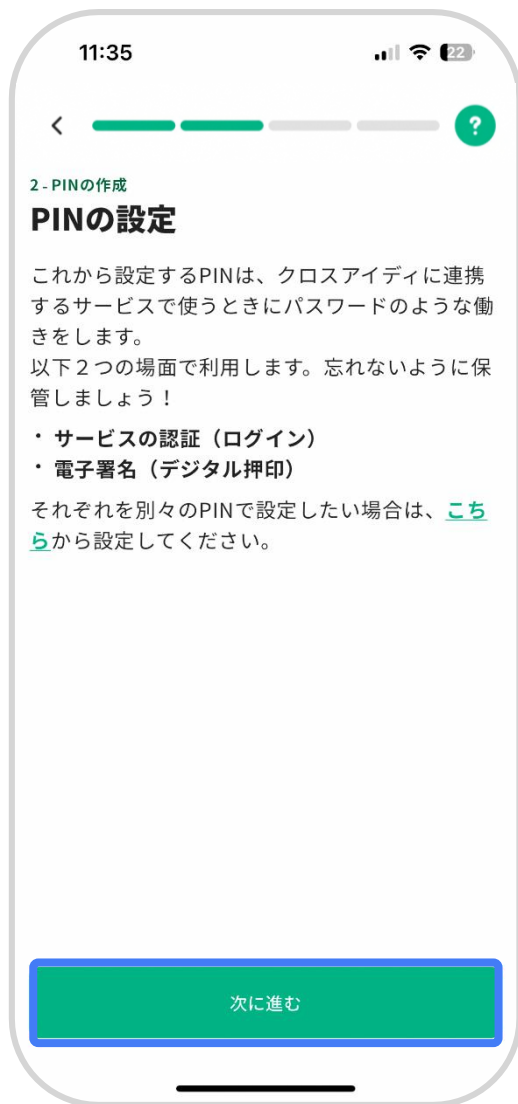 11:35
22
?
2 - PINの作成
PINの設定
これから設定するPINは、クロスアイディに連携
するサービスで使うときにパスワードのような働
きをします。
以下２つの場面で利用します。忘れないように保
管しましょう！
・サービスの認証（ログイン）
・電子署名（デジタル押印）
それぞれを別々のPINで設定したい場合は、こち
らから設定してください。
次に進む